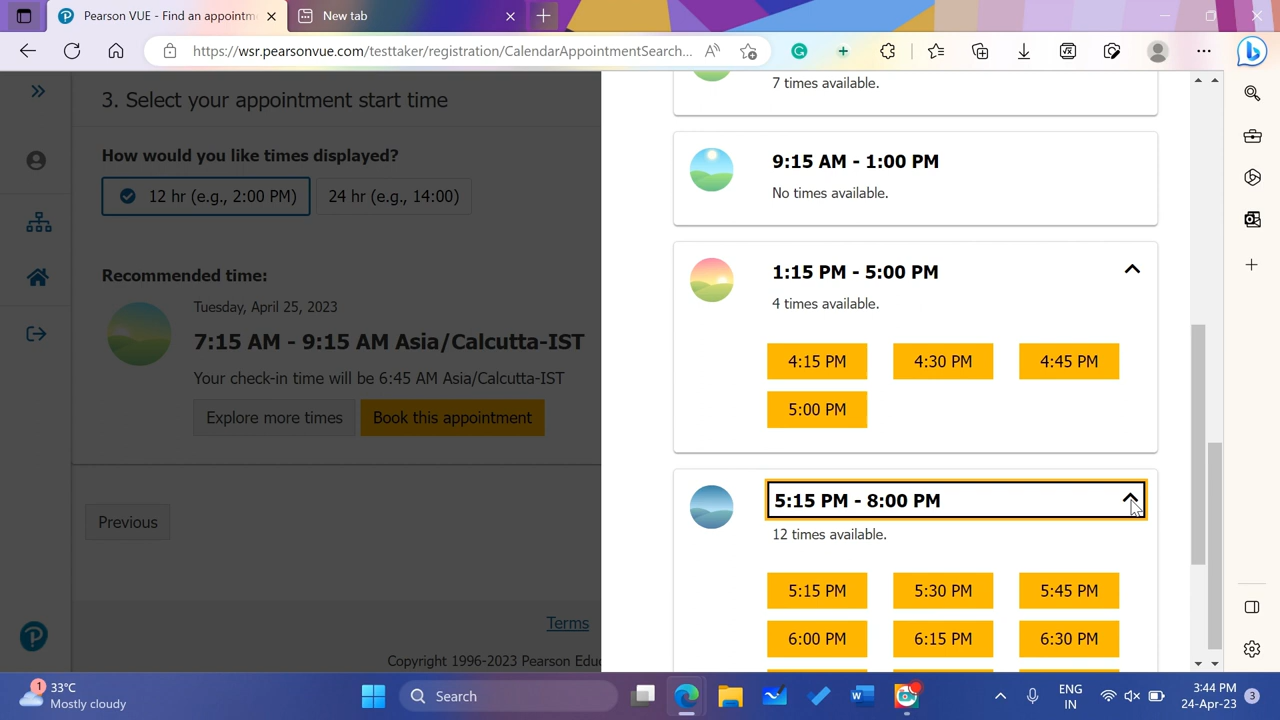 Pearson VUE - Find an appointm
New tab
https://wsr.pearsonvue.com/testtaker/registration/CalendarAppointmentSearch...
3. Select your appointment start time
How would you like times displayed?
12 hr (e.g., 2:00 PM)
24 hr (e.g., 14:00)
Recommended time:
Tuesday, April 25, 2023
7:15 AM - 9:15 AM Asia/Calcutta-IST
Your check-in time will be 6:45 AM Asia/Calcutta-IST
Explore more times
Book this appointment
Previous
Terms
Copyright 1996-2023 Pearson Educ
7 times available.
9:15 AM - 1:00 PM
No times available.
1:15 PM - 5:00 PM
4 times available.
4:15 PM 4:30 PM 4:45 PM
5:00 PM
5:15 PM - 8:00 PM
12 times available.
5:15 PM 5:30 PM 5:45 PM
6:00 PM 6:15 PM 6:30 PM
1
33°C
Mostly cloudy
Search
ENG
IN
3:44 PM
24-Apr-23
3